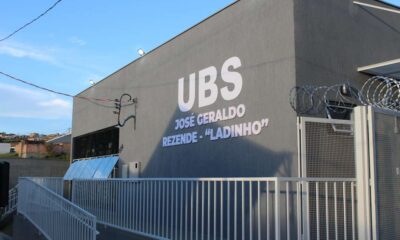 UBS
JOSÉ GERALDO
REZENDE - "LADINHO"